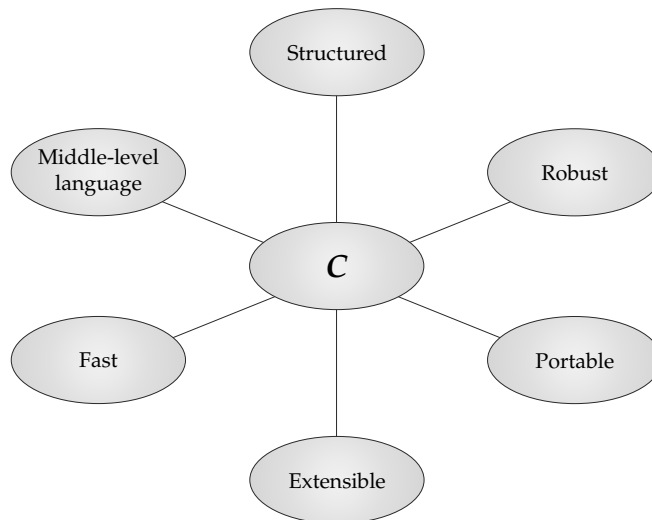 Structured
Middle-level
language
Robust
C
Fast
Portable
Extensible